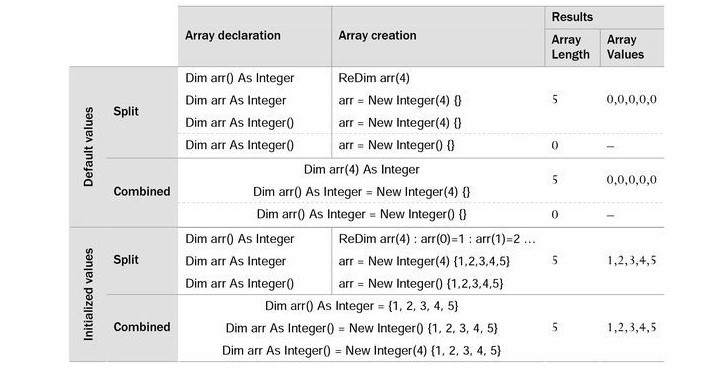 Results
Array declaration Array creation Array Length Array Values
Default values
Split
Dim arr() As Integer ReDim arr(4)
Dim arr As Integer arr = New Integer(4) {} 5 0,0,0,0,0
Dim arr As Integer() arr = New Integer(4) {}
Dim arr As Integer() arr = New Integer() {} 0 –
Combined
Dim arr(4) As Integer
Dim arr() As Integer = New Integer(4) {} 5 0,0,0,0,0
Dim arr() As Integer = New Integer() {} 0 –
Initialized values
Split
Dim arr() As Integer ReDim arr(4) : arr(0)=1 : arr(1)=2 ...
Dim arr As Integer arr = New Integer(4) {1,2,3,4,5} 5 1,2,3,4,5
Dim arr As Integer() arr = New Integer() {1,2,3,4,5}
Combined
Dim arr() As Integer = {1, 2, 3, 4, 5}
Dim arr As Integer() = New Integer() {1, 2, 3, 4, 5} 5 1,2,3,4,5
Dim arr As Integer() = New Integer(4) {1, 2, 3, 4, 5}